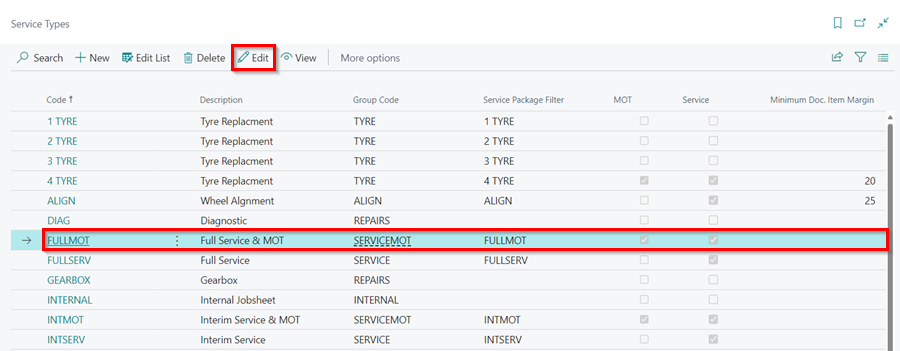 Service Types
Search New Edit List Delete Edit View More options
Code↑ Description Group Code Service Package Filter MOT Service Minimum Doc. Item Margin
1 TYRE Tyre Replacment TYRE 1 TYRE
2 TYRE Tyre Replacment TYRE 2 TYRE
3 TYRE Tyre Replacment TYRE 3 TYRE
4 TYRE Tyre Replacment TYRE 4 TYRE 20
ALIGN Wheel Algnment ALIGN ALIGN 25
DIAG Diagnostic REPAIRS
FULLMOT Full Service & MOT SERVICEMOT FULLMOT
FULLSERV Full Service SERVICE FULLSERV
GEARBOX Gearbox REPAIRS
INTERNAL Internal Jobsheet INTERNAL
INTMOT Interim Service & MOT SERVICEMOT INTMOT
INTSERV Interim Service SERVICE INTSERV